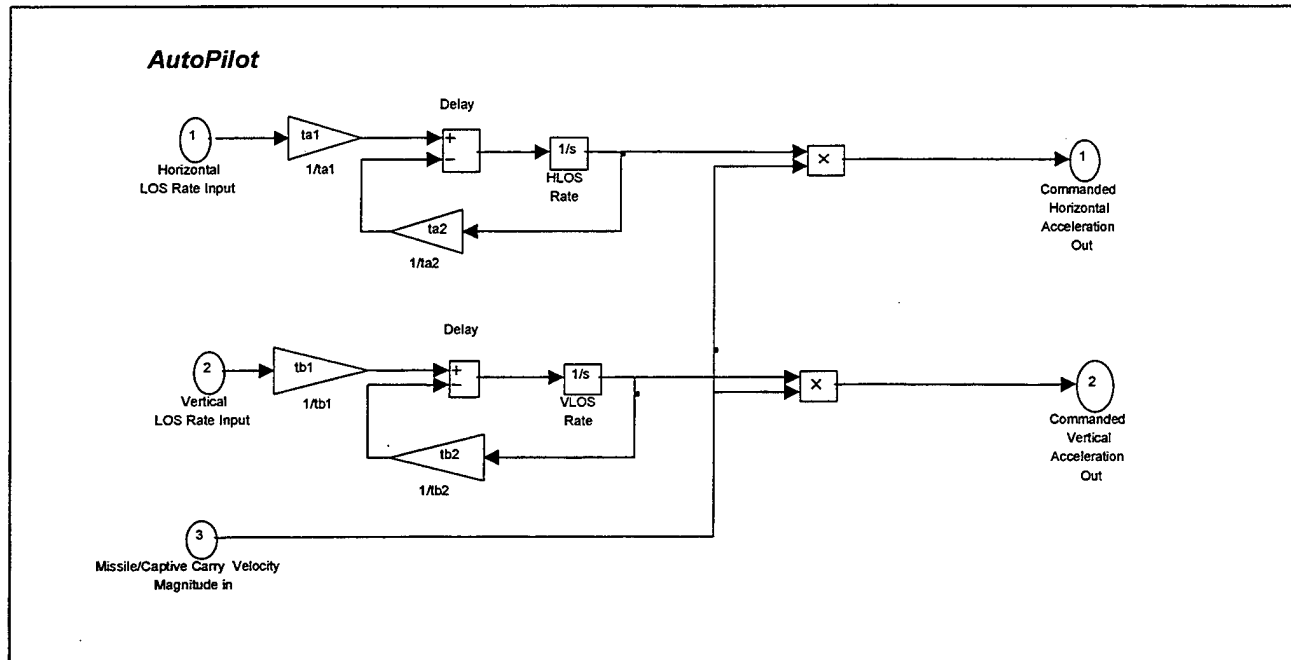 AutoPilot
Delay
1
ta1
+
−
1/s
×
1
Horizontal
LOS Rate Input
1/ta1
HLOS
Rate
Commanded
Horizontal
Acceleration
Out
ta2
1/ta2
Delay
2
tb1
+
−
1/s
×
2
Vertical
LOS Rate Input
1/tb1
VLOS
Rate
Commanded
Vertical
Acceleration
Out
tb2
1/tb2
3
Missile/Captive Carry Velocity
Magnitude in